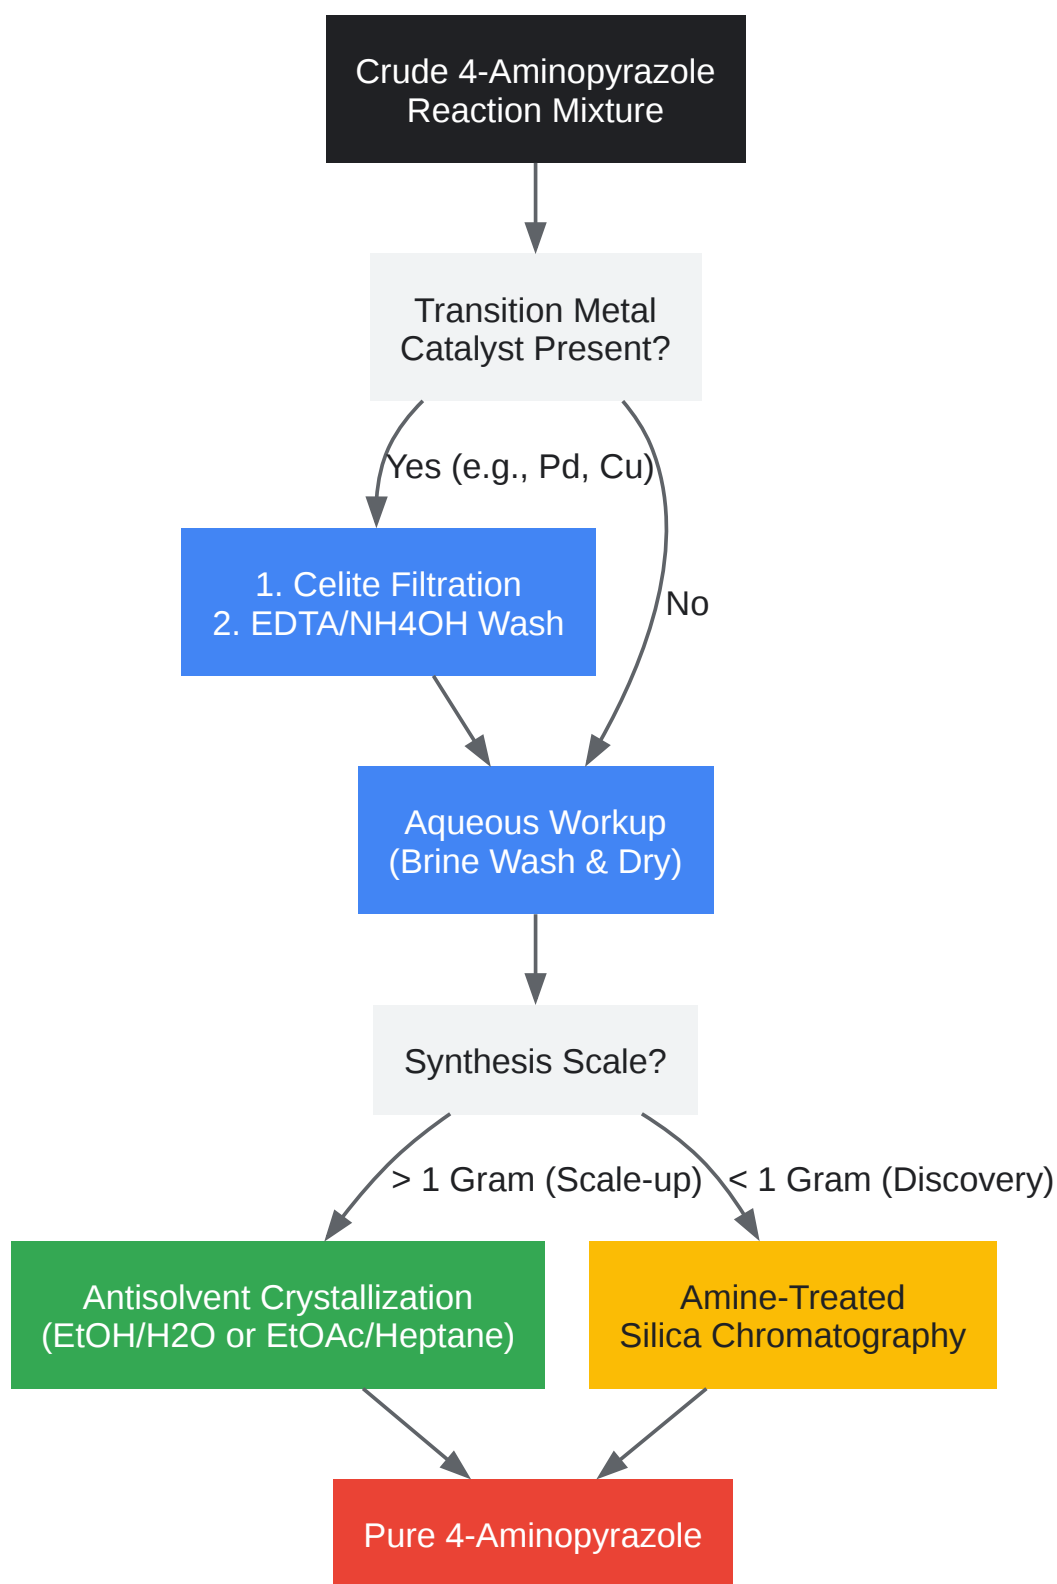 Crude 4-Aminopyrazole
Reaction Mixture
Transition Metal
Catalyst Present?
Yes (e.g., Pd, Cu)
1. Celite Filtration
2. EDTA/NH4OH Wash
No
Aqueous Workup
(Brine Wash & Dry)
Synthesis Scale?
> 1 Gram (Scale-up)
< 1 Gram (Discovery)
Antisolvent Crystallization
(EtOH/H2O or EtOAc/Heptane)
Amine-Treated
Silica Chromatography
Pure 4-Aminopyrazole